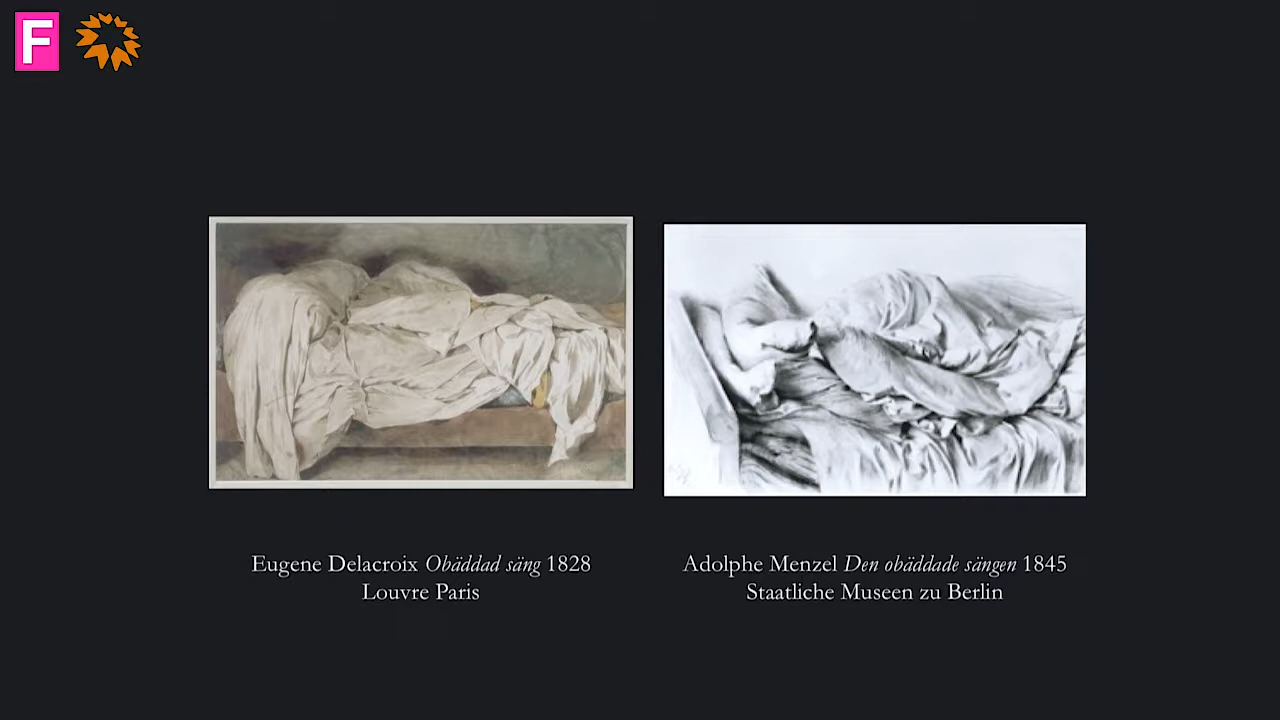 F
Eugene Delacroix Obäddad säng 1828
Louvre Paris
Adolphe Menzel Den obäddade sängen 1845
Staatliche Museen zu Berlin